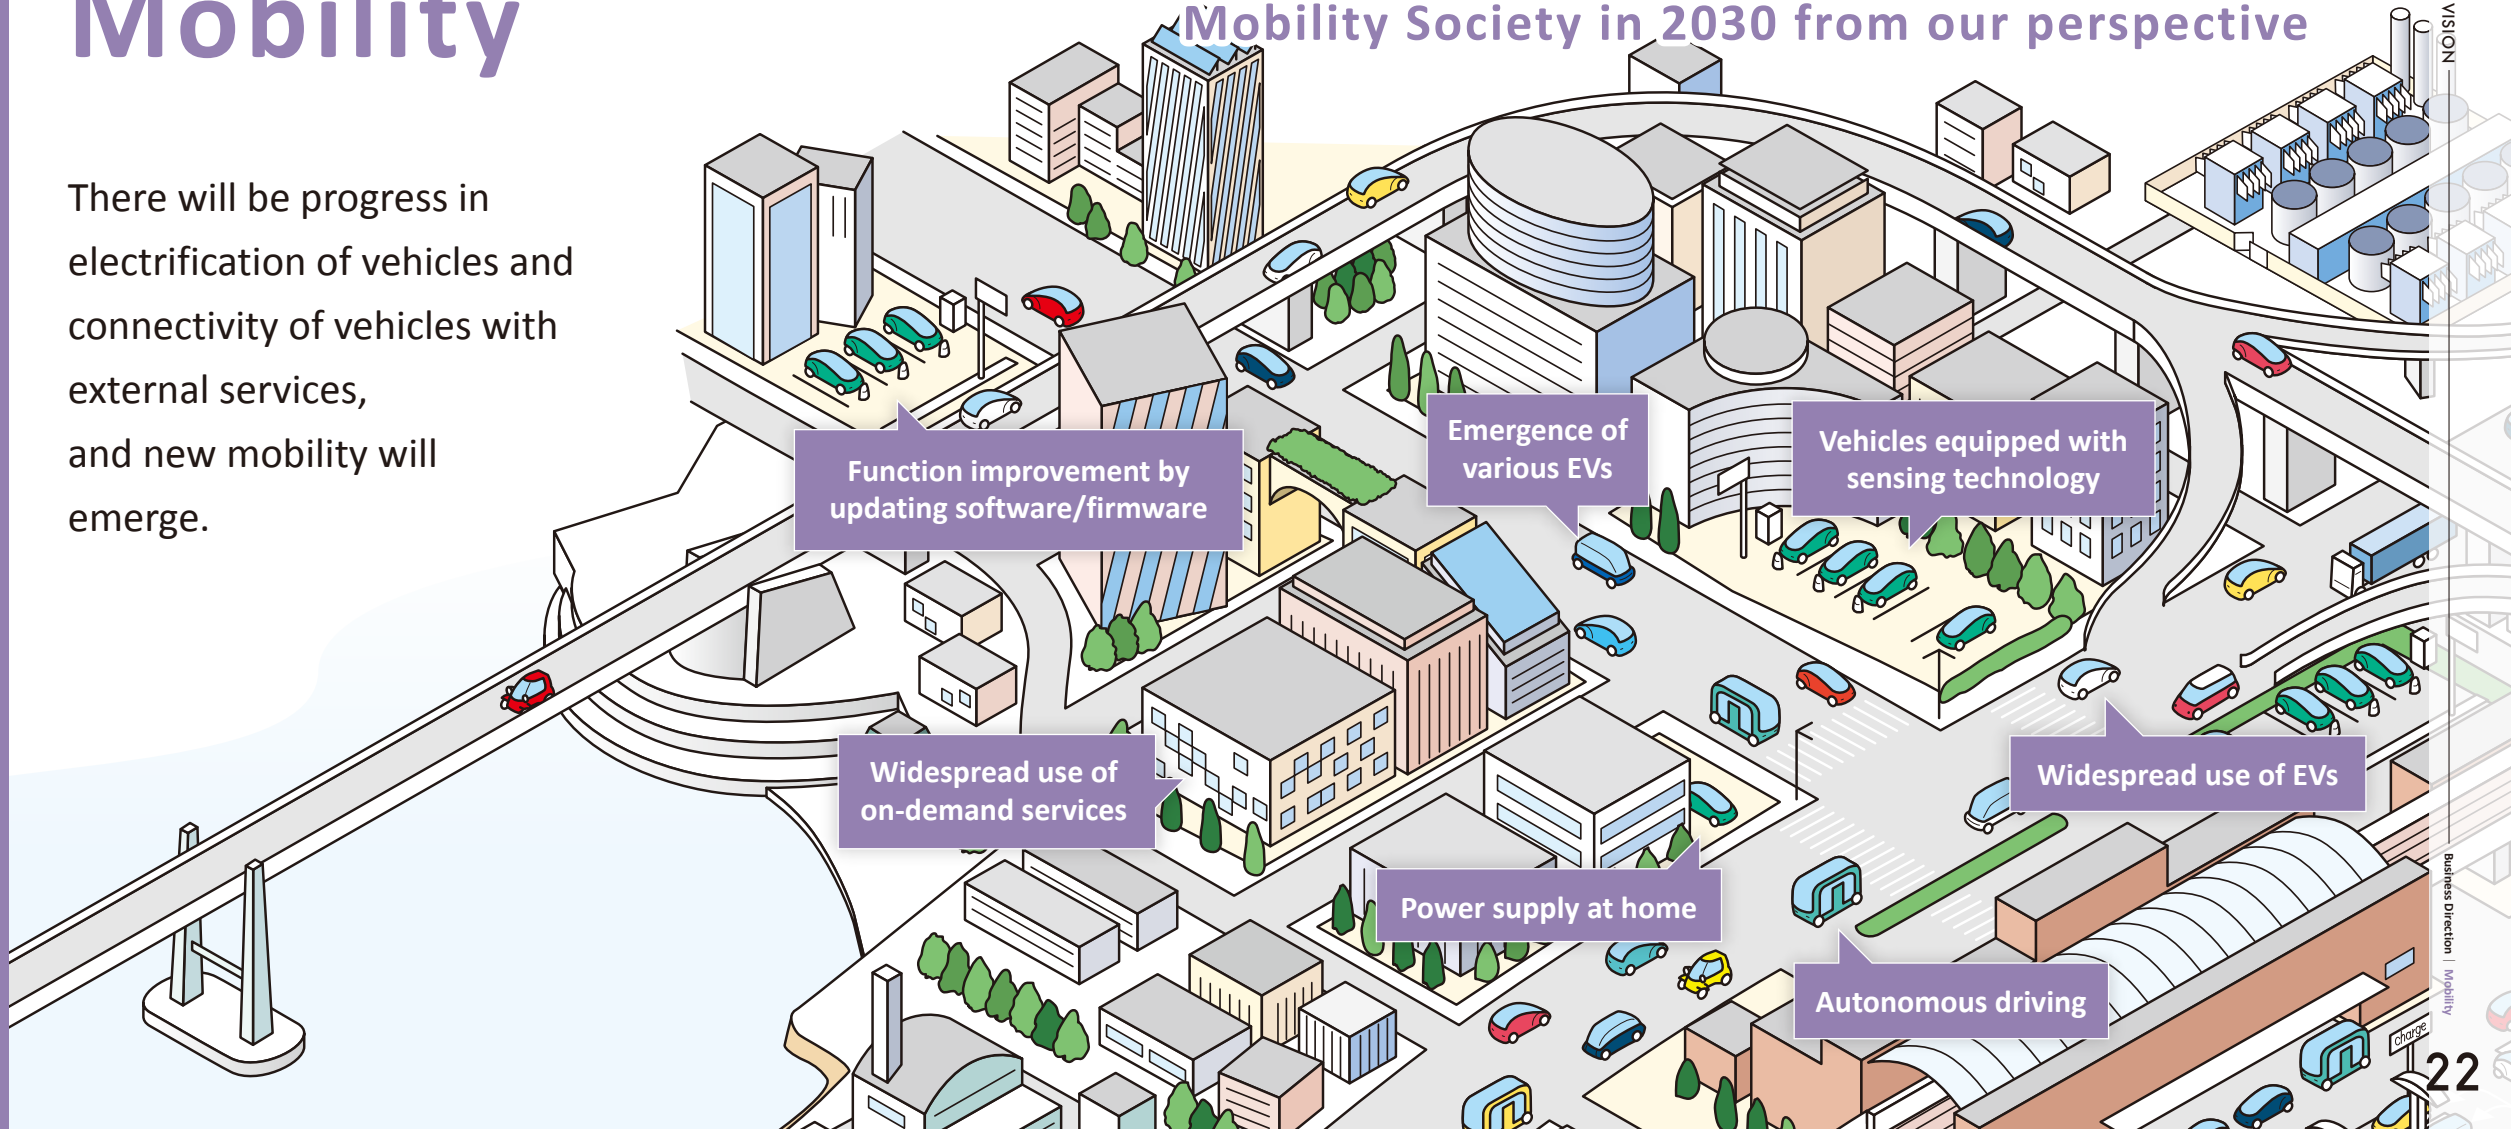 Mobility
Mobility Society in 2030 from our perspective
There will be progress in
electrification of vehicles and
connectivity of vehicles with
external services,
and new mobility will
emerge.
Function improvement by
updating software/firmware
Emergence of
various EVs
Vehicles equipped with
sensing technology
Widespread use of
on-demand services
Widespread use of EVs
Power supply at home
Autonomous driving
charge
VISION
Business Direction | Mobility
22